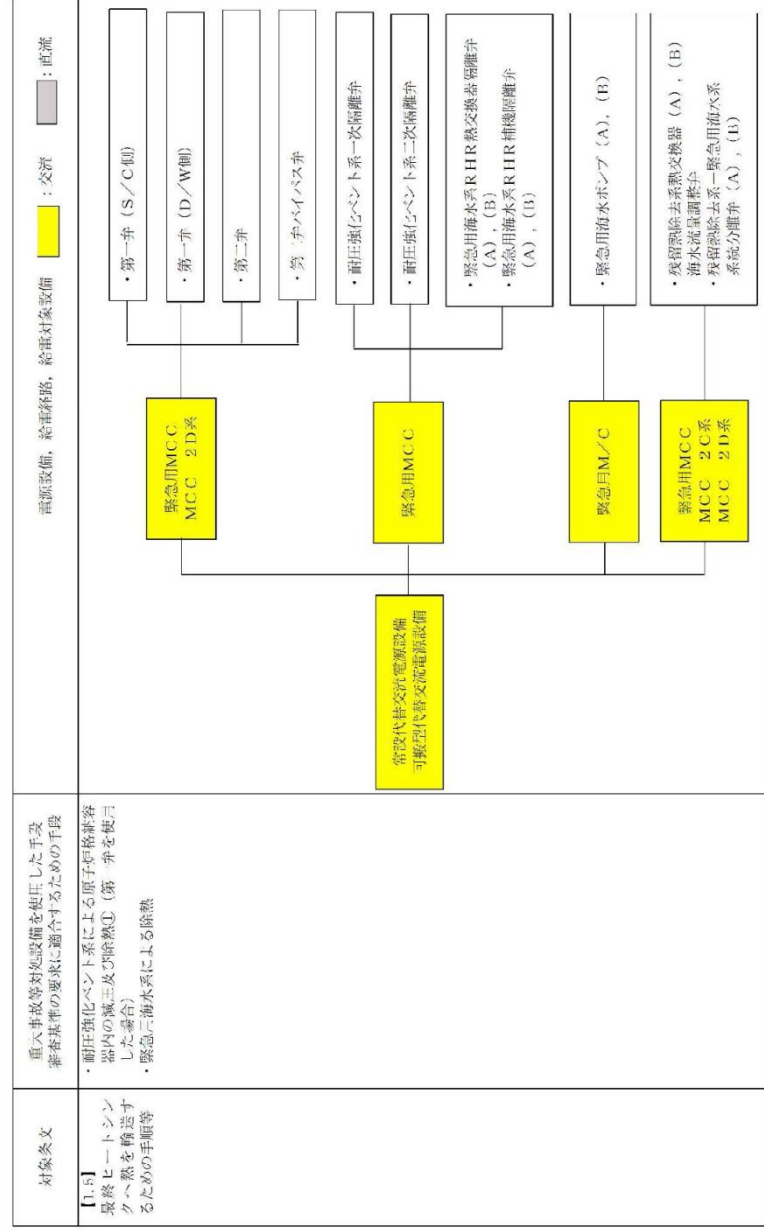 対象条文
重大事故等対処設備を使用した手段
審査基準の要求に適合するための手段
電源設備，給電経路，給電対象設備
：交流
：直流
【1.5】
最終ヒートシン
クへ熱を輸送す
るための手順等
・耐圧強化ベント系による原子炉格納容
器内の減圧及び除熱①（第一弁を使用
した場合）
・緊急用海水系による除熱
常設代替交流電源設備
可搬型代替交流電源設備
緊急用ＭＣＣ
ＭＣＣ　２Ｄ系
・第一弁（Ｓ／Ｃ側）
・第一弁（Ｄ／Ｗ側）
・第二弁
・第二弁バイパス弁
緊急用ＭＣＣ
・耐圧強化ベント系一次隔離弁
・耐圧強化ベント系二次隔離弁
・緊急用海水系ＲＨＲ熱交換器隔離弁
（Ａ），（Ｂ）
・緊急用海水系ＲＨＲ補機隔離弁
（Ａ），（Ｂ）
緊急用Ｍ／Ｃ
・緊急用海水ポンプ（Ａ），（Ｂ）
緊急用ＭＣＣ
ＭＣＣ　２Ｃ系
ＭＣＣ　２Ｄ系
・残留熱除去系熱交換器（Ａ），（Ｂ）
海水流量調整弁
・残留熱除去系－緊急用海水系
系統分離弁（Ａ），（Ｂ）